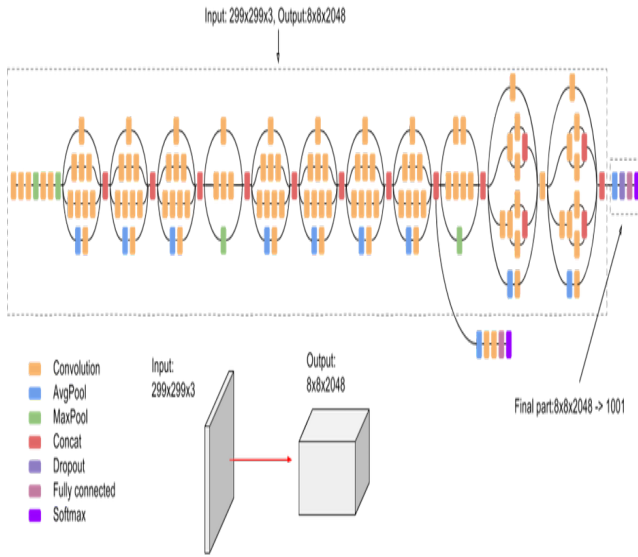 Input: 299x299x3, Output:8x8x2048
Convolution
AvgPool
MaxPool
Concat
Dropout
Fully connected
Softmax
Input:
299x299x3
Output:
8x8x2048
Final part:8x8x2048 -> 1001